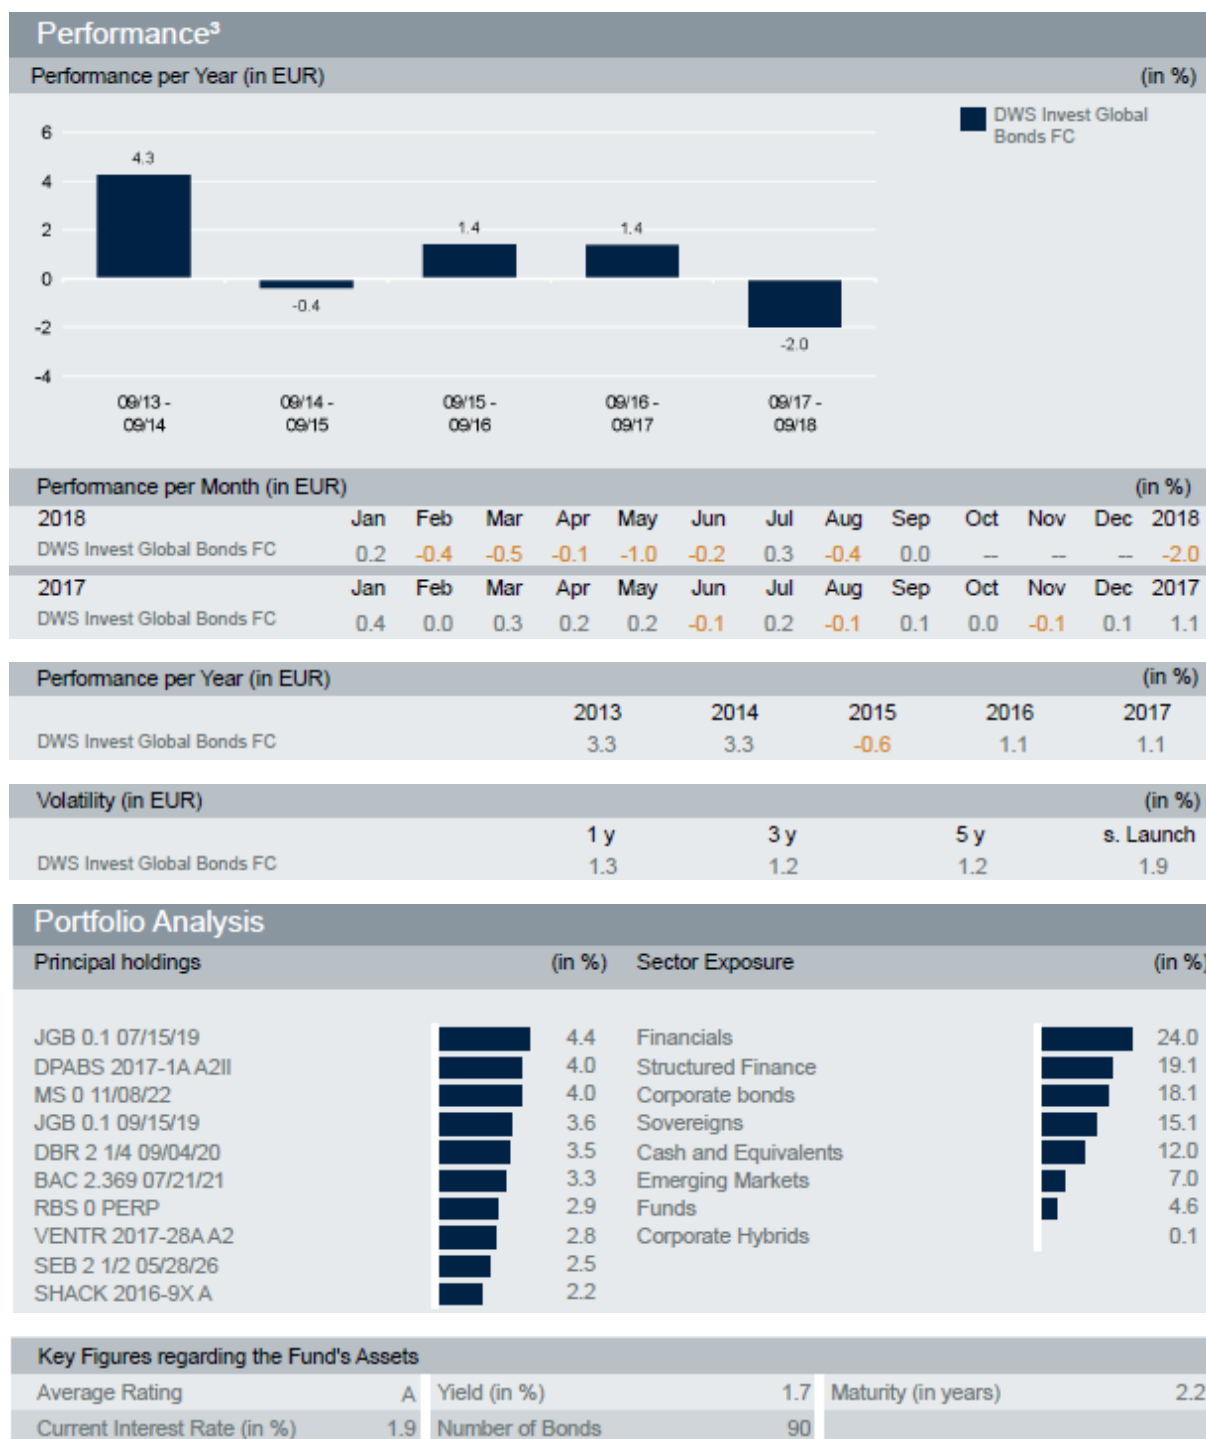 Performance³
Performance per Year (in EUR) (in %)
DWS Invest Global
Bonds FC
6
4
2
0
-2
-4
4.3
-0.4
1.4
1.4
-2.0
09/13 - 09/14 - 09/15 - 09/16 - 09/17 -
09/14 09/15 09/16 09/17 09/18
Performance per Month (in EUR) (in %)
2018 Jan Feb Mar Apr May Jun Jul Aug Sep Oct Nov Dec 2018
DWS Invest Global Bonds FC 0.2 -0.4 -0.5 -0.1 -1.0 -0.2 0.3 -0.4 0.0 -- -- -- -2.0
2017 Jan Feb Mar Apr May Jun Jul Aug Sep Oct Nov Dec 2017
DWS Invest Global Bonds FC 0.4 0.0 0.3 0.2 0.2 -0.1 0.2 -0.1 0.1 0.0 -0.1 0.1 1.1
Performance per Year (in EUR) (in %)
2013 2014 2015 2016 2017
DWS Invest Global Bonds FC 3.3 3.3 -0.6 1.1 1.1
Volatility (in EUR) (in %)
1 y 3 y 5 y s. Launch
DWS Invest Global Bonds FC 1.3 1.2 1.2 1.9
Portfolio Analysis
Principal holdings (in %) Sector Exposure (in %)
JGB 0.1 07/15/19 4.4 Financials 24.0
DPABS 2017-1A A2II 4.0 Structured Finance 19.1
MS 0 11/08/22 4.0 Corporate bonds 18.1
JGB 0.1 09/15/19 3.6 Sovereigns 15.1
DBR 2 1/4 09/04/20 3.5 Cash and Equivalents 12.0
BAC 2.369 07/21/21 3.3 Emerging Markets 7.0
RBS 0 PERP 2.9 Funds 4.6
VENTR 2017-28A A2 2.8 Corporate Hybrids 0.1
SEB 2 1/2 05/28/26 2.5
SHACK 2016-9X A 2.2
Key Figures regarding the Fund's Assets
Average Rating A Yield (in %) 1.7 Maturity (in years) 2.2
Current Interest Rate (in %) 1.9 Number of Bonds 90